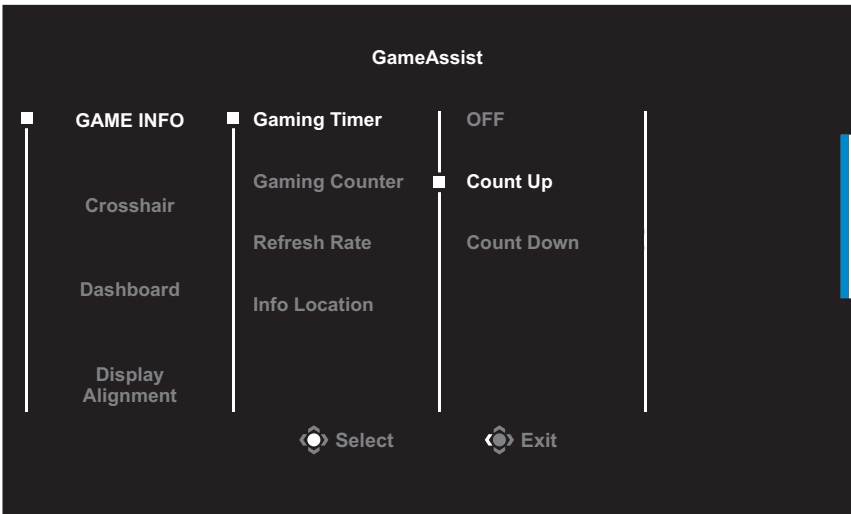 GameAssist
GAME INFO
Gaming Timer
OFF
Gaming Counter
Count Up
Crosshair
Refresh Rate
Count Down
Dashboard
Info Location
Display
Alignment
Select
Exit